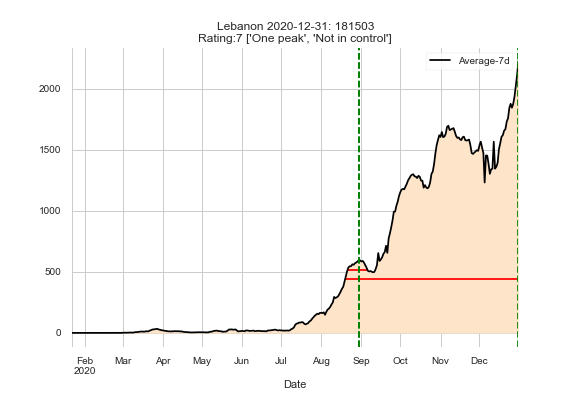 Lebanon 2020-12-31: 181503
Rating:7 ['One peak', 'Not in control']
Average-7d
2000
1500
1000
500
0
Feb Mar Apr May Jun Jul Aug Sep Oct Nov Dec
2020
Date